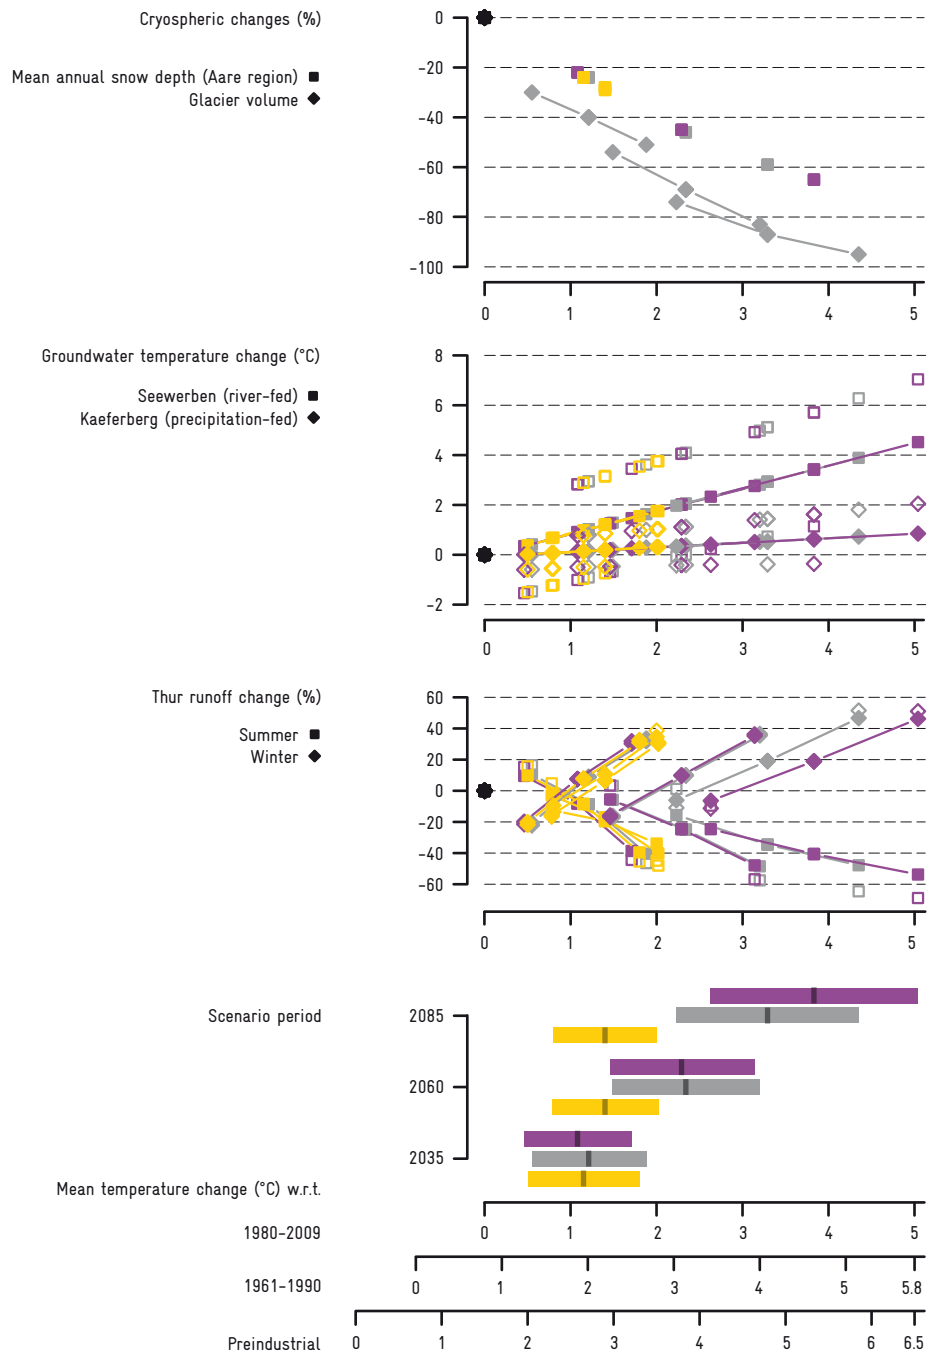 Cryospheric changes (%)
Mean annual snow depth (Aare region)
Glacier volume
0
-20
-40
-60
-80
-100
0 1 2 3 4 5
Groundwater temperature change (°C)
Seewerben (river-fed)
Kaeferberg (precipitation-fed)
8
6
4
2
0
-2
0 1 2 3 4 5
Thur runoff change (%)
Summer
Winter
60
40
20
0
-20
-40
-60
0 1 2 3 4 5
Scenario period
2085
2060
2035
Mean temperature change (°C) w.r.t.
1980-2009 0 1 2 3 4 5
1961-1990 0 1 2 3 4 5 5.8
Preindustrial 0 1 2 3 4 5 6 6.5